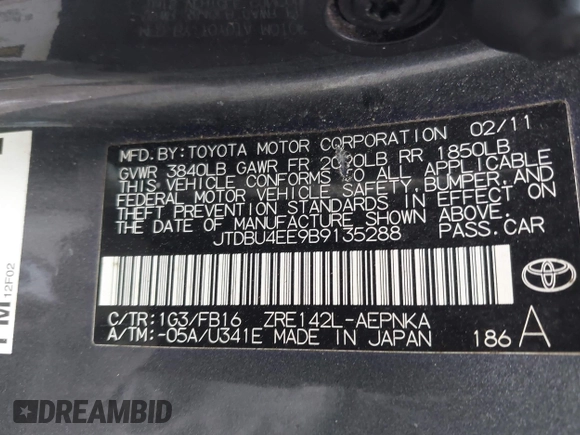 MFD. BY: TOYOTA MOTOR CORPORATION 02/11
GVWR 3840LB GAWR FR 2020LB RR 1850LB
THIS VEHICLE CONFORMS TO ALL APPLICABLE
FEDERAL MOTOR VEHICLE SAFETY, BUMPER, AND
THEFT PREVENTION STANDARDS IN EFFECT ON
THE DATE OF MANUFACTURE SHOWN ABOVE.
JTDBU4EE9B9135288 PASS. CAR
C/TR: 1G3/FB16 ZRE142L-AEPNKA
A/TM: -05A/U341E MADE IN JAPAN 186 A
12F02
DREAMBID